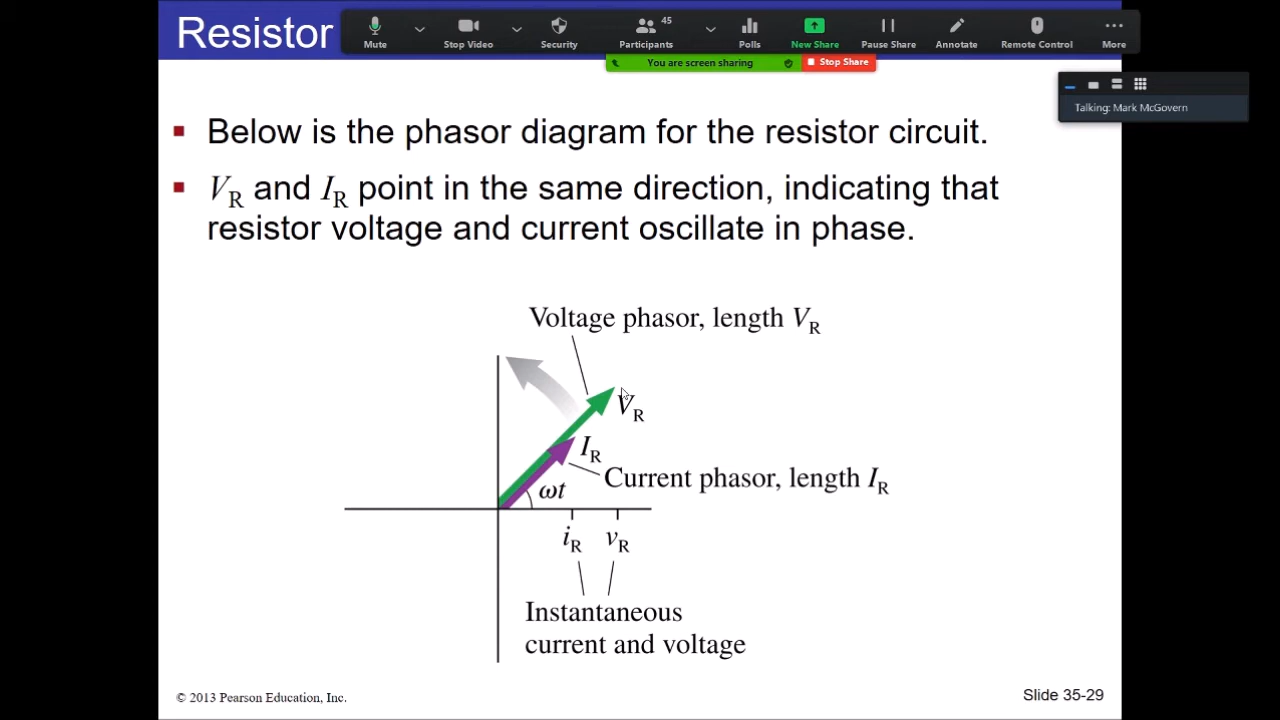 Resistor
Mute
Stop Video
Security
Participants
45
Polls
New Share
Pause Share
Annotate
Remote Control
More
You are screen sharing
Stop Share
Talking: Mark McGovern
Below is the phasor diagram for the resistor circuit.
V_R and I_R point in the same direction, indicating that
resistor voltage and current oscillate in phase.
Voltage phasor, length V_R
V_R
I_R
Current phasor, length I_R
ωt
i_R v_R
Instantaneous
current and voltage
© 2013 Pearson Education, Inc.
Slide 35-29